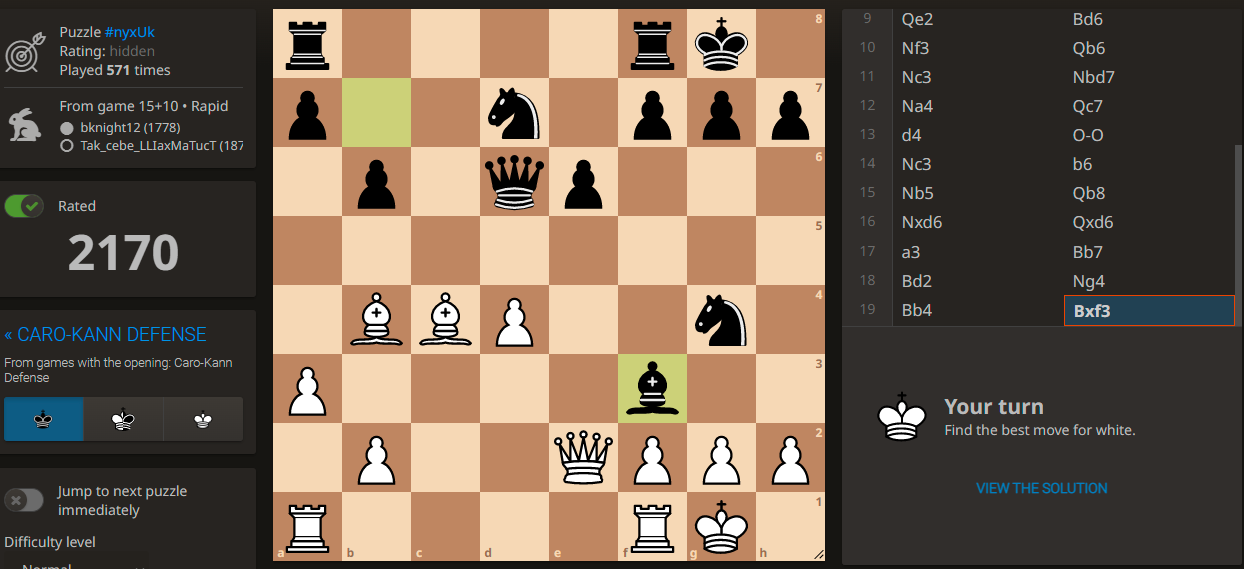 Puzzle #nyxUk
Rating: hidden
Played 571 times
From game 15+10 • Rapid
bknight12 (1778)
Tak_cebe_LLIaxMaTucT (187
Rated
2170
« CARO-KANN DEFENSE
From games with the opening: Caro-Kann
Defense
Jump to next puzzle
immediately
Difficulty level
Normal
8
7
6
5
4
3
2
1
a b c d e f g h
9 Qe2 Bd6
10 Nf3 Qb6
11 Nc3 Nbd7
12 Na4 Qc7
13 d4 O-O
14 Nc3 b6
15 Nb5 Qb8
16 Nxd6 Qxd6
17 a3 Bb7
18 Bd2 Ng4
19 Bb4 Bxf3
Your turn
Find the best move for white.
VIEW THE SOLUTION